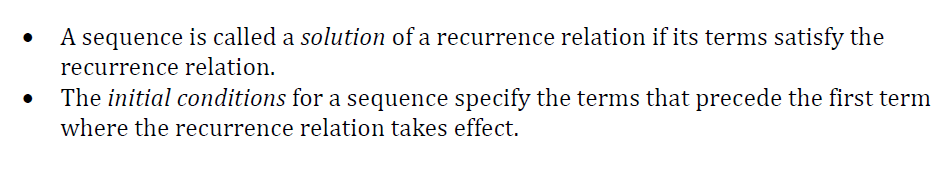 • A sequence is called a solution of a recurrence relation if its terms satisfy the
recurrence relation.
• The initial conditions for a sequence specify the terms that precede the first term
where the recurrence relation takes effect.